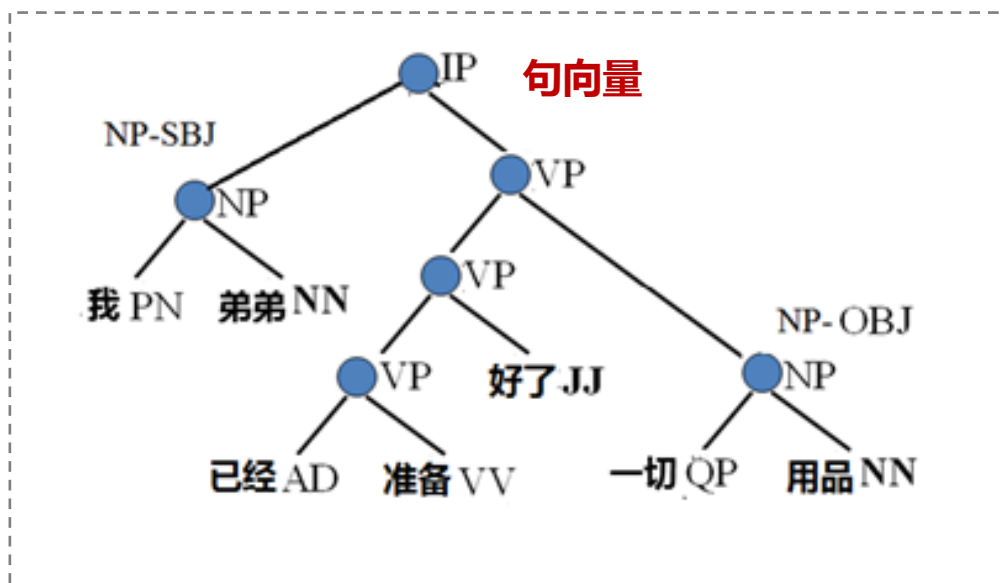 IP
句向量
NP-SBJ
VP
NP
VP
我 PN
弟弟 NN
NP-OBJ
VP
好了 JJ
NP
已经 AD
准备 VV
一切 QP
用品 NN